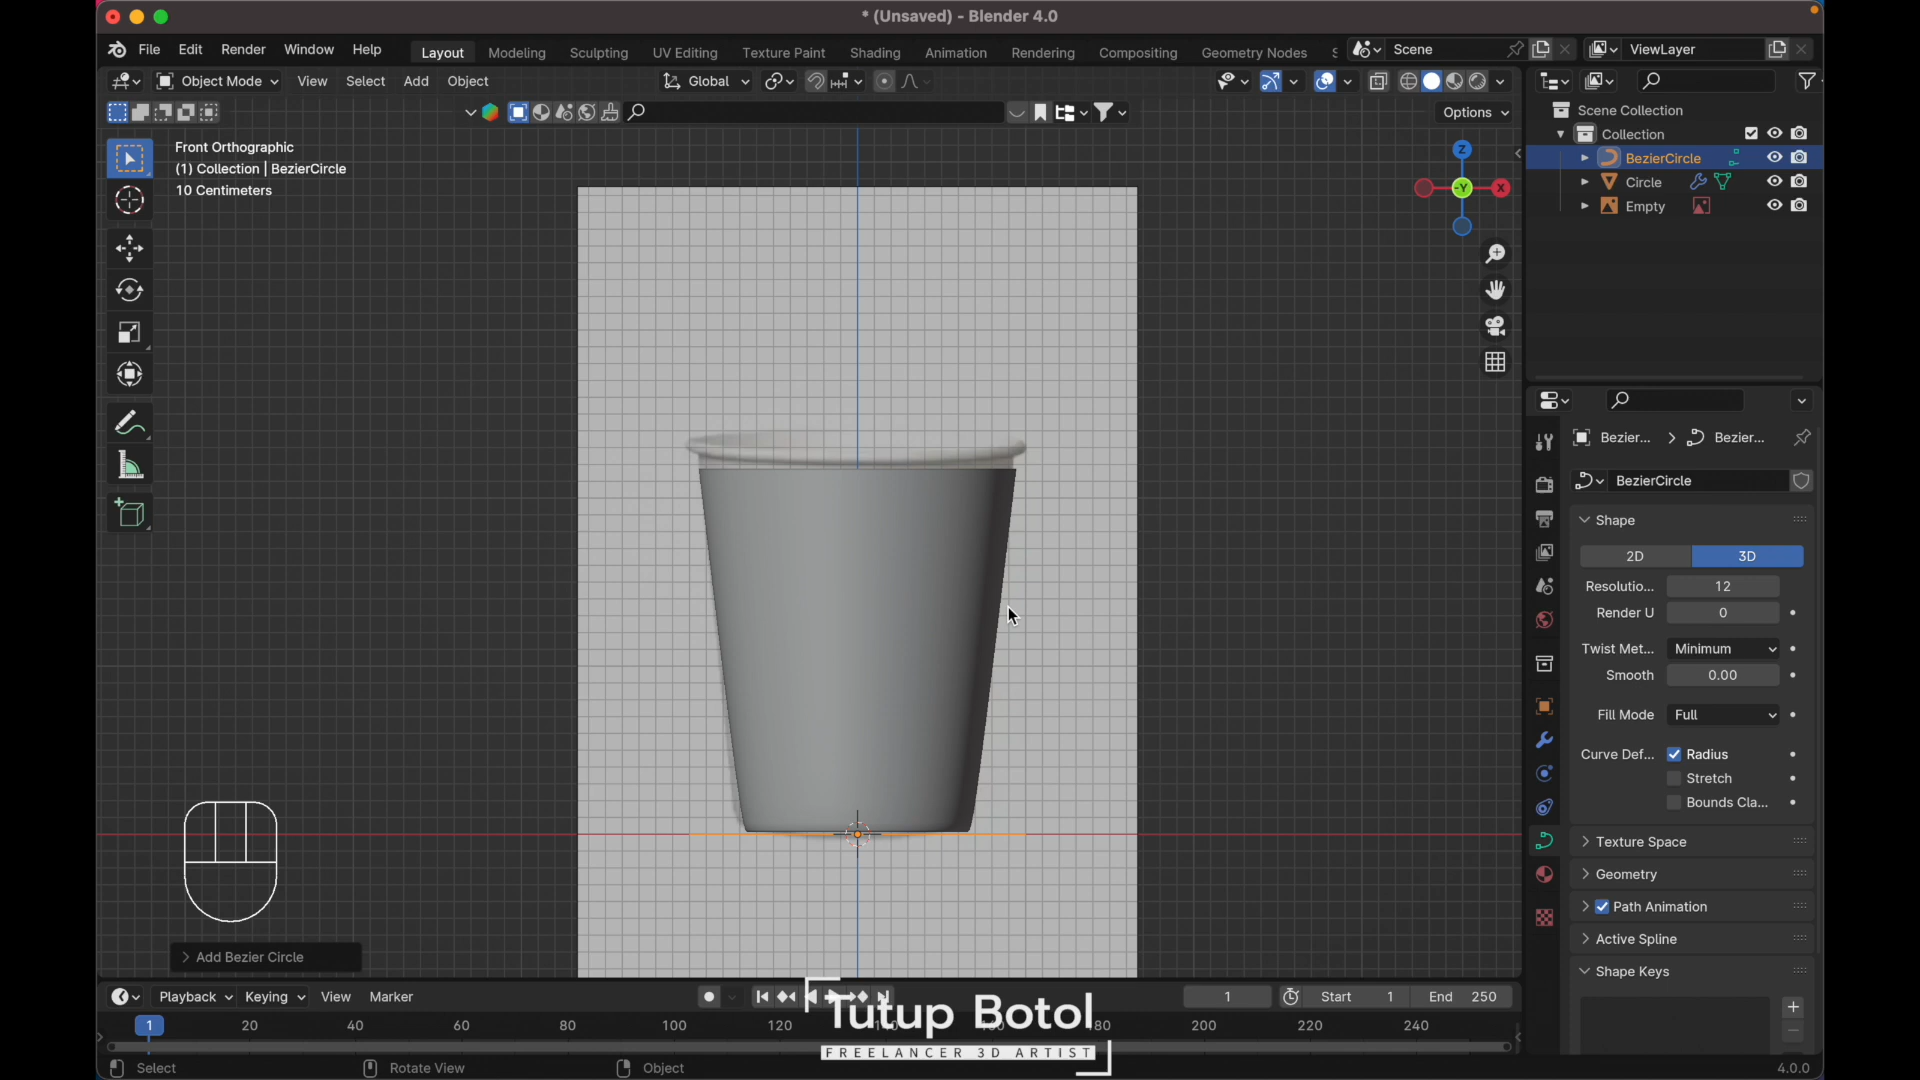 * (Unsaved) - Blender 4.0
File Edit Render Window Help
Layout Modeling Sculpting UV Editing Texture Paint Shading Animation Rendering Compositing Geometry Nodes
Scene
ViewLayer
Object Mode View Select Add Object
Global
Options
Front Orthographic
(1) Collection | BezierCircle
10 Centimeters
Z
-Y
X
Scene Collection
Collection
BezierCircle
Circle
Empty
Bezier... > Bezier...
BezierCircle
Shape
2D 3D
Resolutio... 12
Render U 0
Twist Met... Minimum
Smooth 0.00
Fill Mode Full
Curve Def... Radius
Stretch
Bounds Cla...
Texture Space
Geometry
Path Animation
Active Spline
Shape Keys
> Add Bezier Circle
Playback Keying View Marker
1 Start 1 End 250
1 20 40 60 80 100 120 180 200 220 240
Tutup Botol
FREELANCER 3D ARTIST
Select Rotate View Object 4.0.0